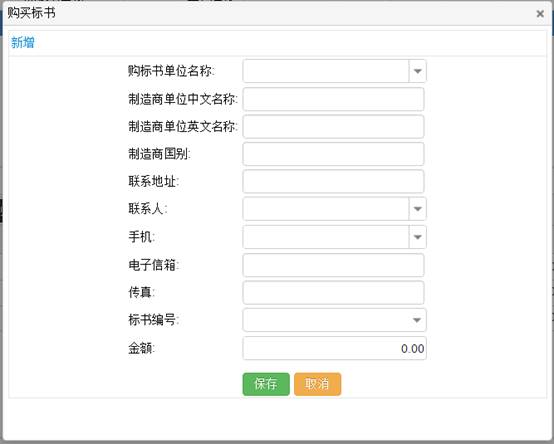 购买标书
新增
购标书单位名称:
制造商单位中文名称:
制造商单位英文名称:
制造商国别:
联系地址:
联系人:
手机:
电子信箱:
传真:
标书编号:
金额: 0.00
保存 取消